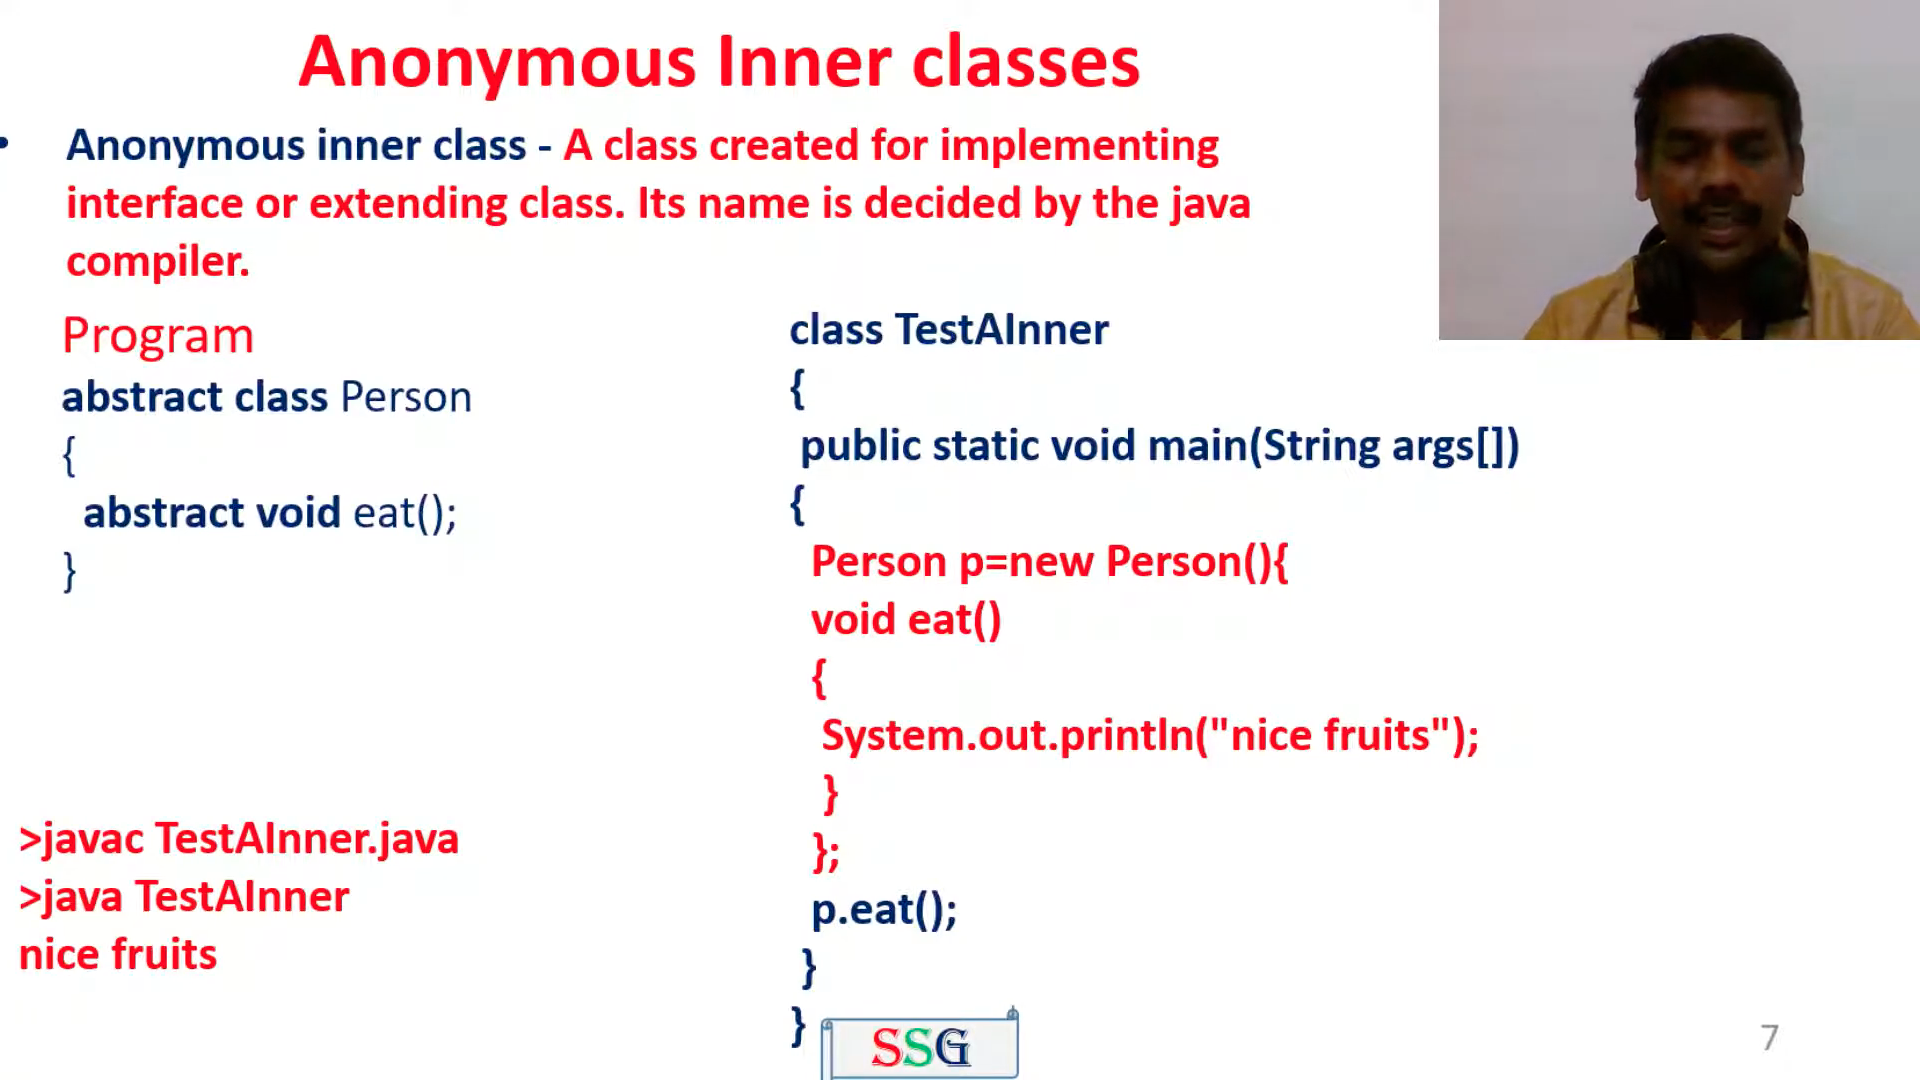 Anonymous Inner classes
• Anonymous inner class - A class created for implementing
interface or extending class. Its name is decided by the java
compiler.
Program
abstract class Person
{
abstract void eat();
}
>javac TestAInner.java
>java TestAInner
nice fruits
class TestAInner
{
public static void main(String args[])
{
Person p=new Person(){
void eat()
{
System.out.println("nice fruits");
}
};
p.eat();
}
}
SSG
7